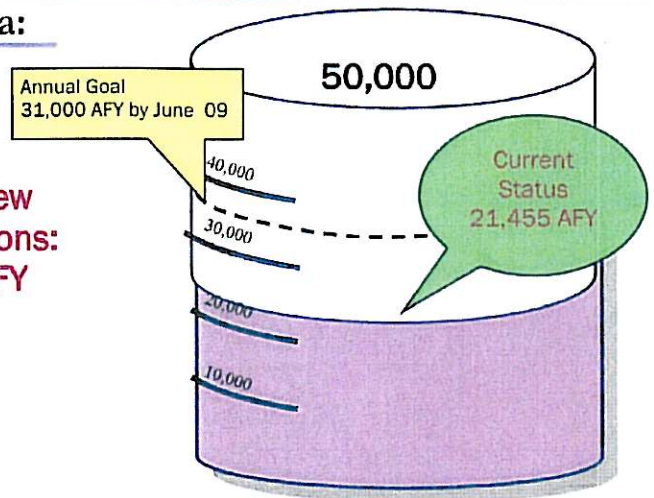 a:
Annual Goal
31,000 AFY by June 09
50,000
40,000
Current
Status
21,455 AFY
ew
ons:
FY
30,000
20,000
10,000